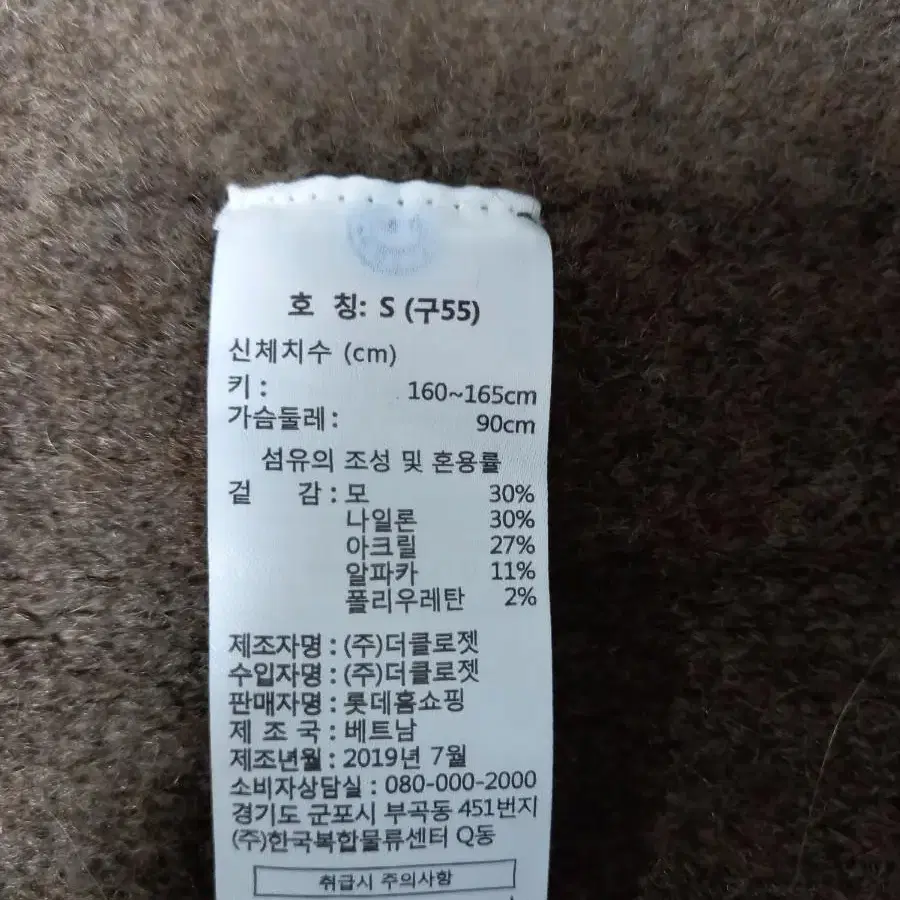 호 칭: S (구55)
신체치수 (cm)
키 : 160~165cm
가슴둘레 : 90cm
섬유의 조성 및 혼용률
겉 감 : 모 30%
나일론 30%
아크릴 27%
알파카 11%
폴리우레탄 2%
제조자명 : (주)더클로젯
수입자명 : (주)더클로젯
판매자명 : 롯데홈쇼핑
제 조 국 : 베트남
제조년월 : 2019년 7월
소비자상담실 : 080-000-2000
경기도 군포시 부곡동 451번지
(주)한국복합물류센터 Q동
취급시 주의사항